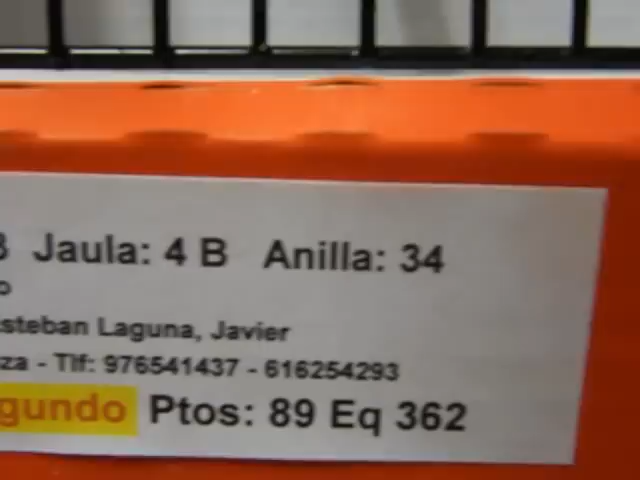 Jaula: 4 B Anilla: 34
o
steban Laguna, Javier
za - Tlf: 976541437 - 616254293
gundo Ptos: 89 Eq 362